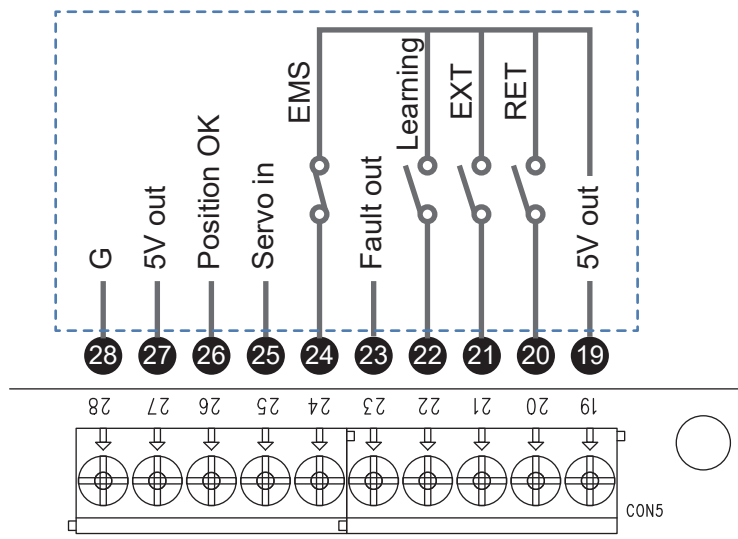 G
5V out
Position OK
Servo in
EMS
Fault out
Learning
EXT
RET
5V out
28 27 26 25 24 23 22 21 20 19
28 27 26 25 24 23 22 21 20 19
CON5